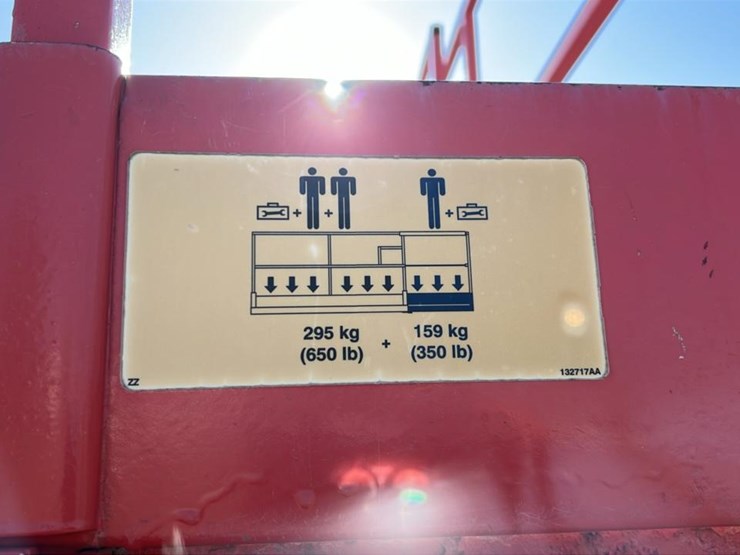 + +
+
295 kg + 159 kg
(650 lb) (350 lb)
ZZ 132717AA